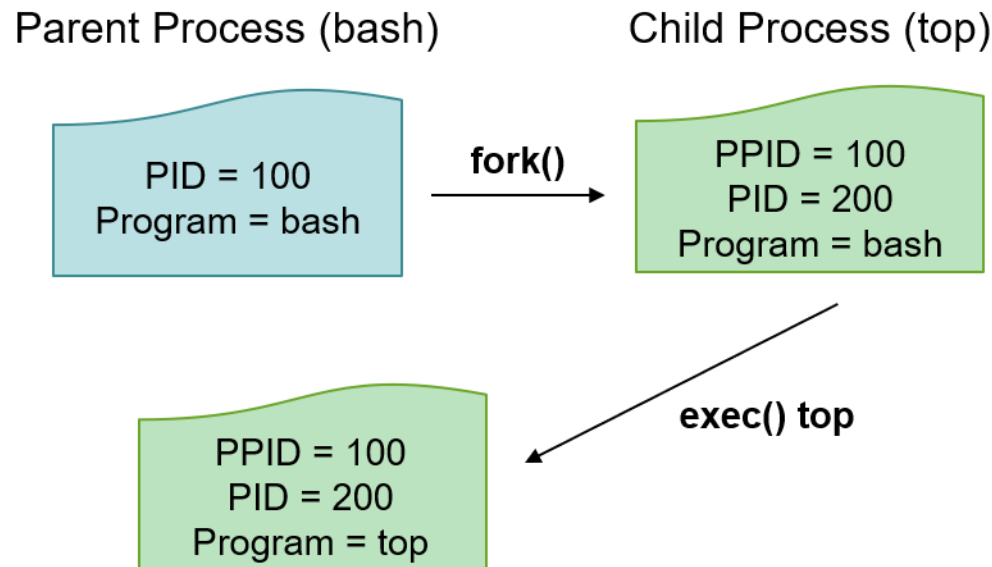 Parent Process (bash)
Child Process (top)
PID = 100
Program = bash
fork()
PPID = 100
PID = 200
Program = bash
exec() top
PPID = 100
PID = 200
Program = top